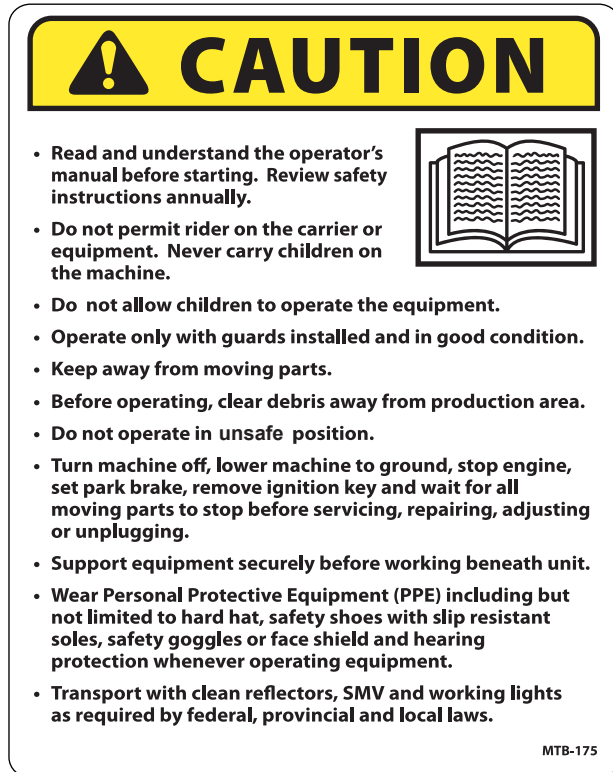 CAUTION
• Read and understand the operator's
manual before starting.  Review safety
instructions annually.
• Do not permit rider on the carrier or
equipment.  Never carry children on
the machine.
• Do  not allow children to operate the equipment.
• Operate only with guards installed and in good condition.
• Keep away from moving parts.
• Before operating, clear debris away from production area.
• Do not operate in unsafe position.
• Turn machine off, lower machine to ground, stop engine,
set park brake, remove ignition key and wait for all
moving parts to stop before servicing, repairing, adjusting
or unplugging.
• Support equipment securely before working beneath unit.
• Wear Personal Protective Equipment (PPE) including but
not limited to hard hat, safety shoes with slip resistant
soles, safety goggles or face shield and hearing
protection whenever operating equipment.
• Transport with clean reflectors, SMV and working lights
as required by federal, provincial and local laws.
MTB-175